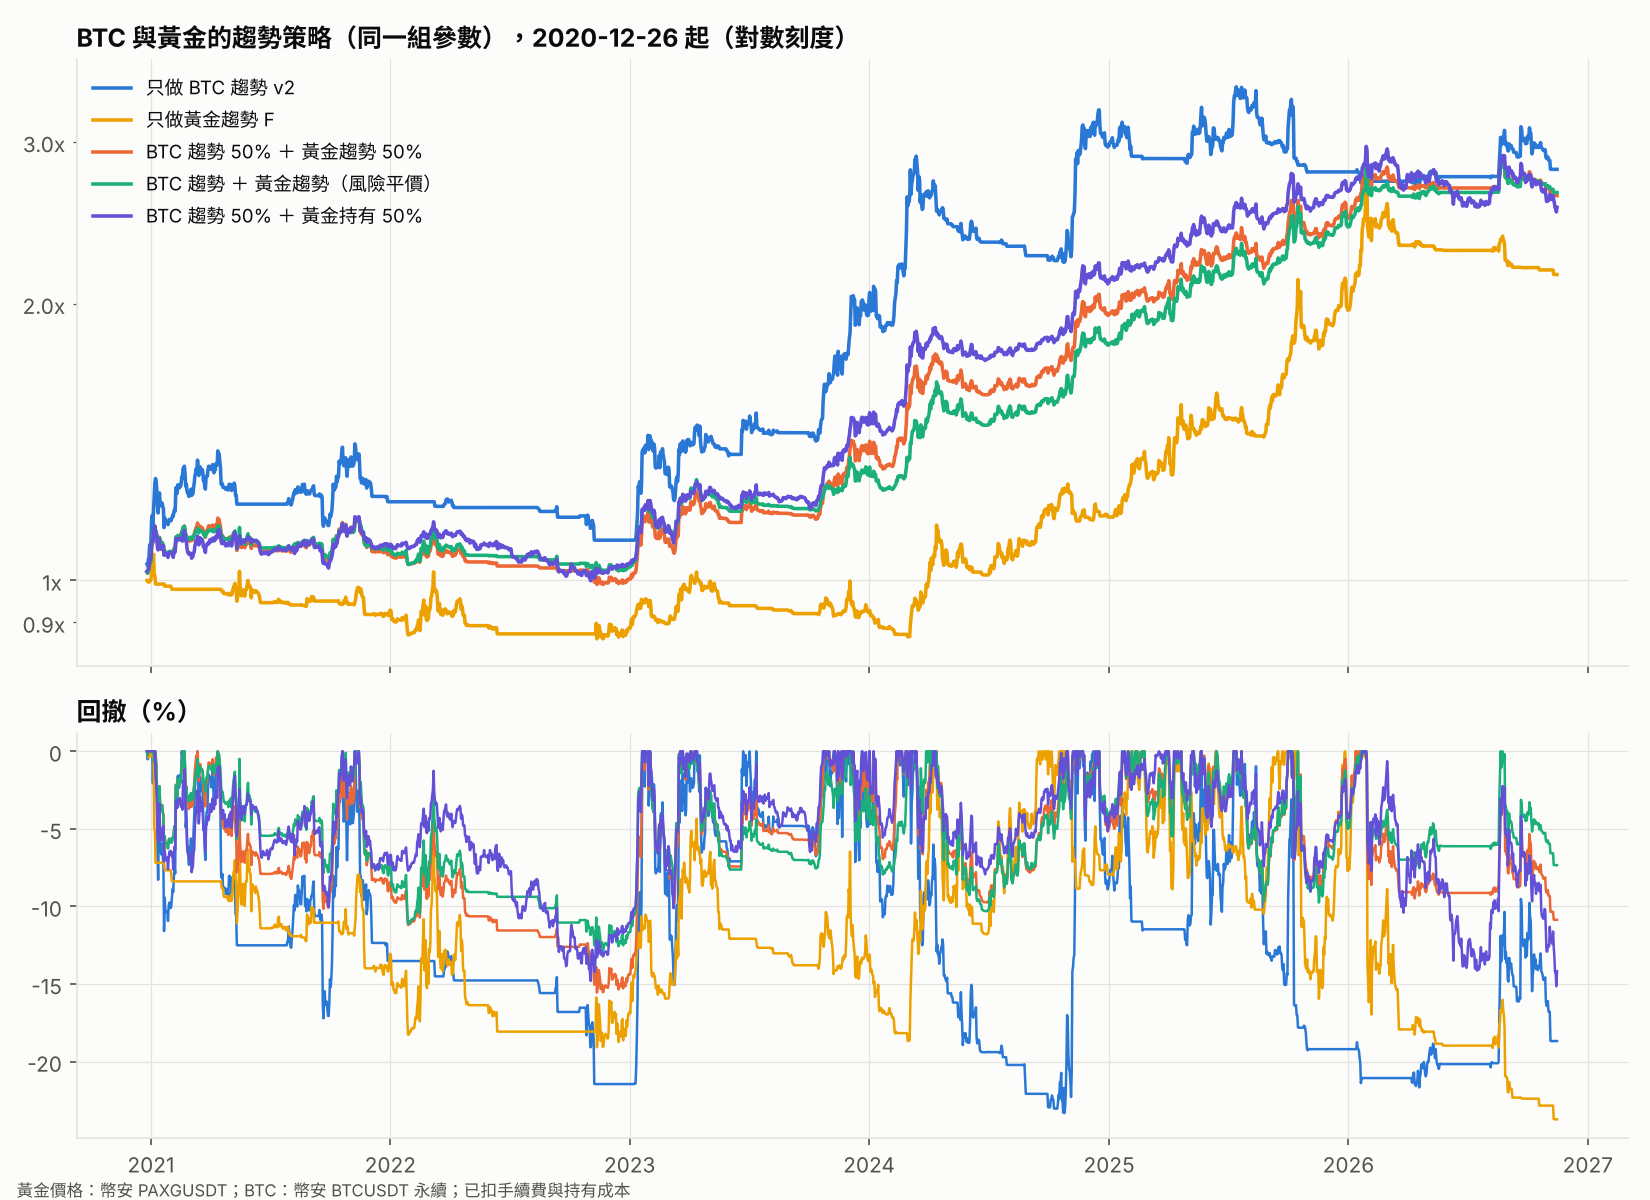 BTC 與黃金的趨勢策略（同一組參數），2020-12-26 起（對數刻度）
只做 BTC 趨勢 v2
只做黃金趨勢 F
BTC 趨勢 50% ＋ 黃金趨勢 50%
BTC 趨勢 ＋ 黃金趨勢（風險平價）
BTC 趨勢 50% ＋ 黃金持有 50%
3.0x
2.0x
1x
0.9x
回撤（%）
0
-5
-10
-15
-20
2021 2022 2023 2024 2025 2026 2027
黃金價格：幣安 PAXGUSDT；BTC：幣安 BTCUSDT 永續；已扣手續費與持有成本